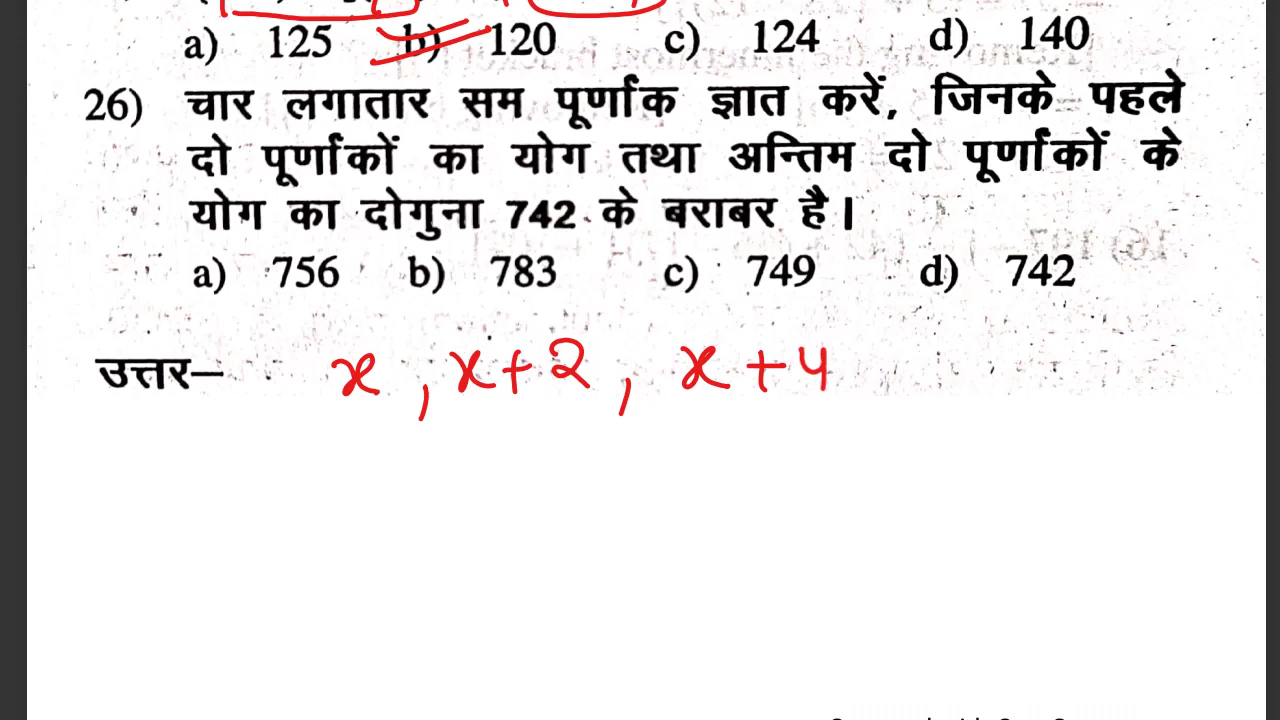 a) 125 b) 120 c) 124 d) 140
26) चार लगातार सम पूर्णांक ज्ञात करें, जिनके पहले
दो पूर्णांकों का योग तथा अन्तिम दो पूर्णांकों के
योग का दोगुना 742 के बराबर है।
a) 756 b) 783 c) 749 d) 742
उत्तर– x , x+2 , x+4